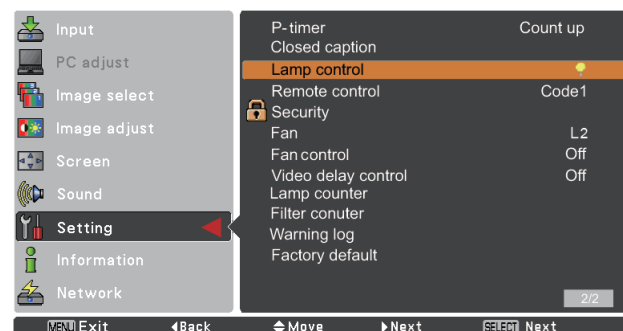 Input
PC adjust
Image select
Image adjust
Screen
Sound
Setting
Information
Network
P-timer Count up
Closed caption
Lamp control
Remote control Code1
Security
Fan L2
Fan control Off
Video delay control Off
Lamp counter
Filter conuter
Warning log
Factory default
2/2
MENU Exit Back Move Next SELECT Next